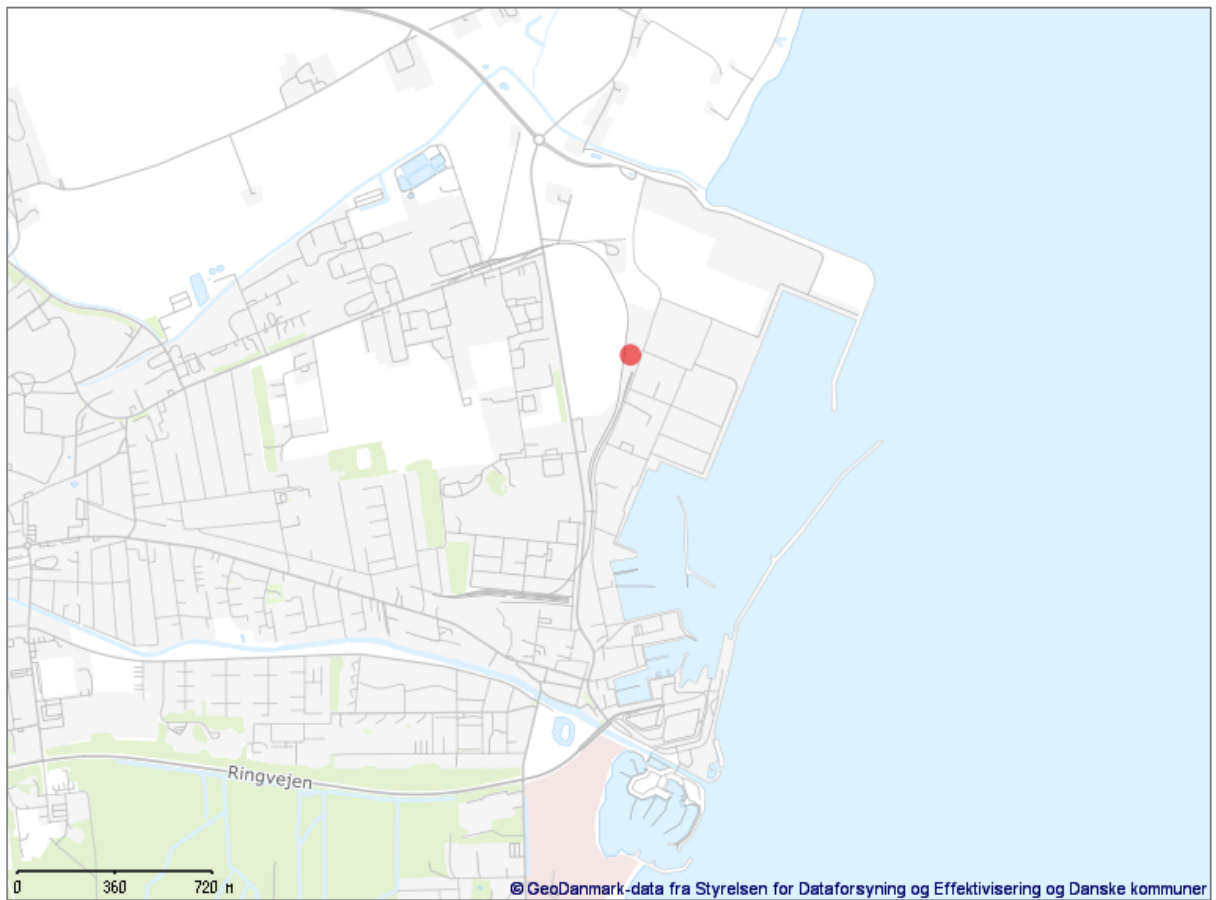 Ringvejen
0 360 720 M
© GeoDanmark-data fra Styrelsen for Dataforsyning og Effektivisering og Danske kommuner